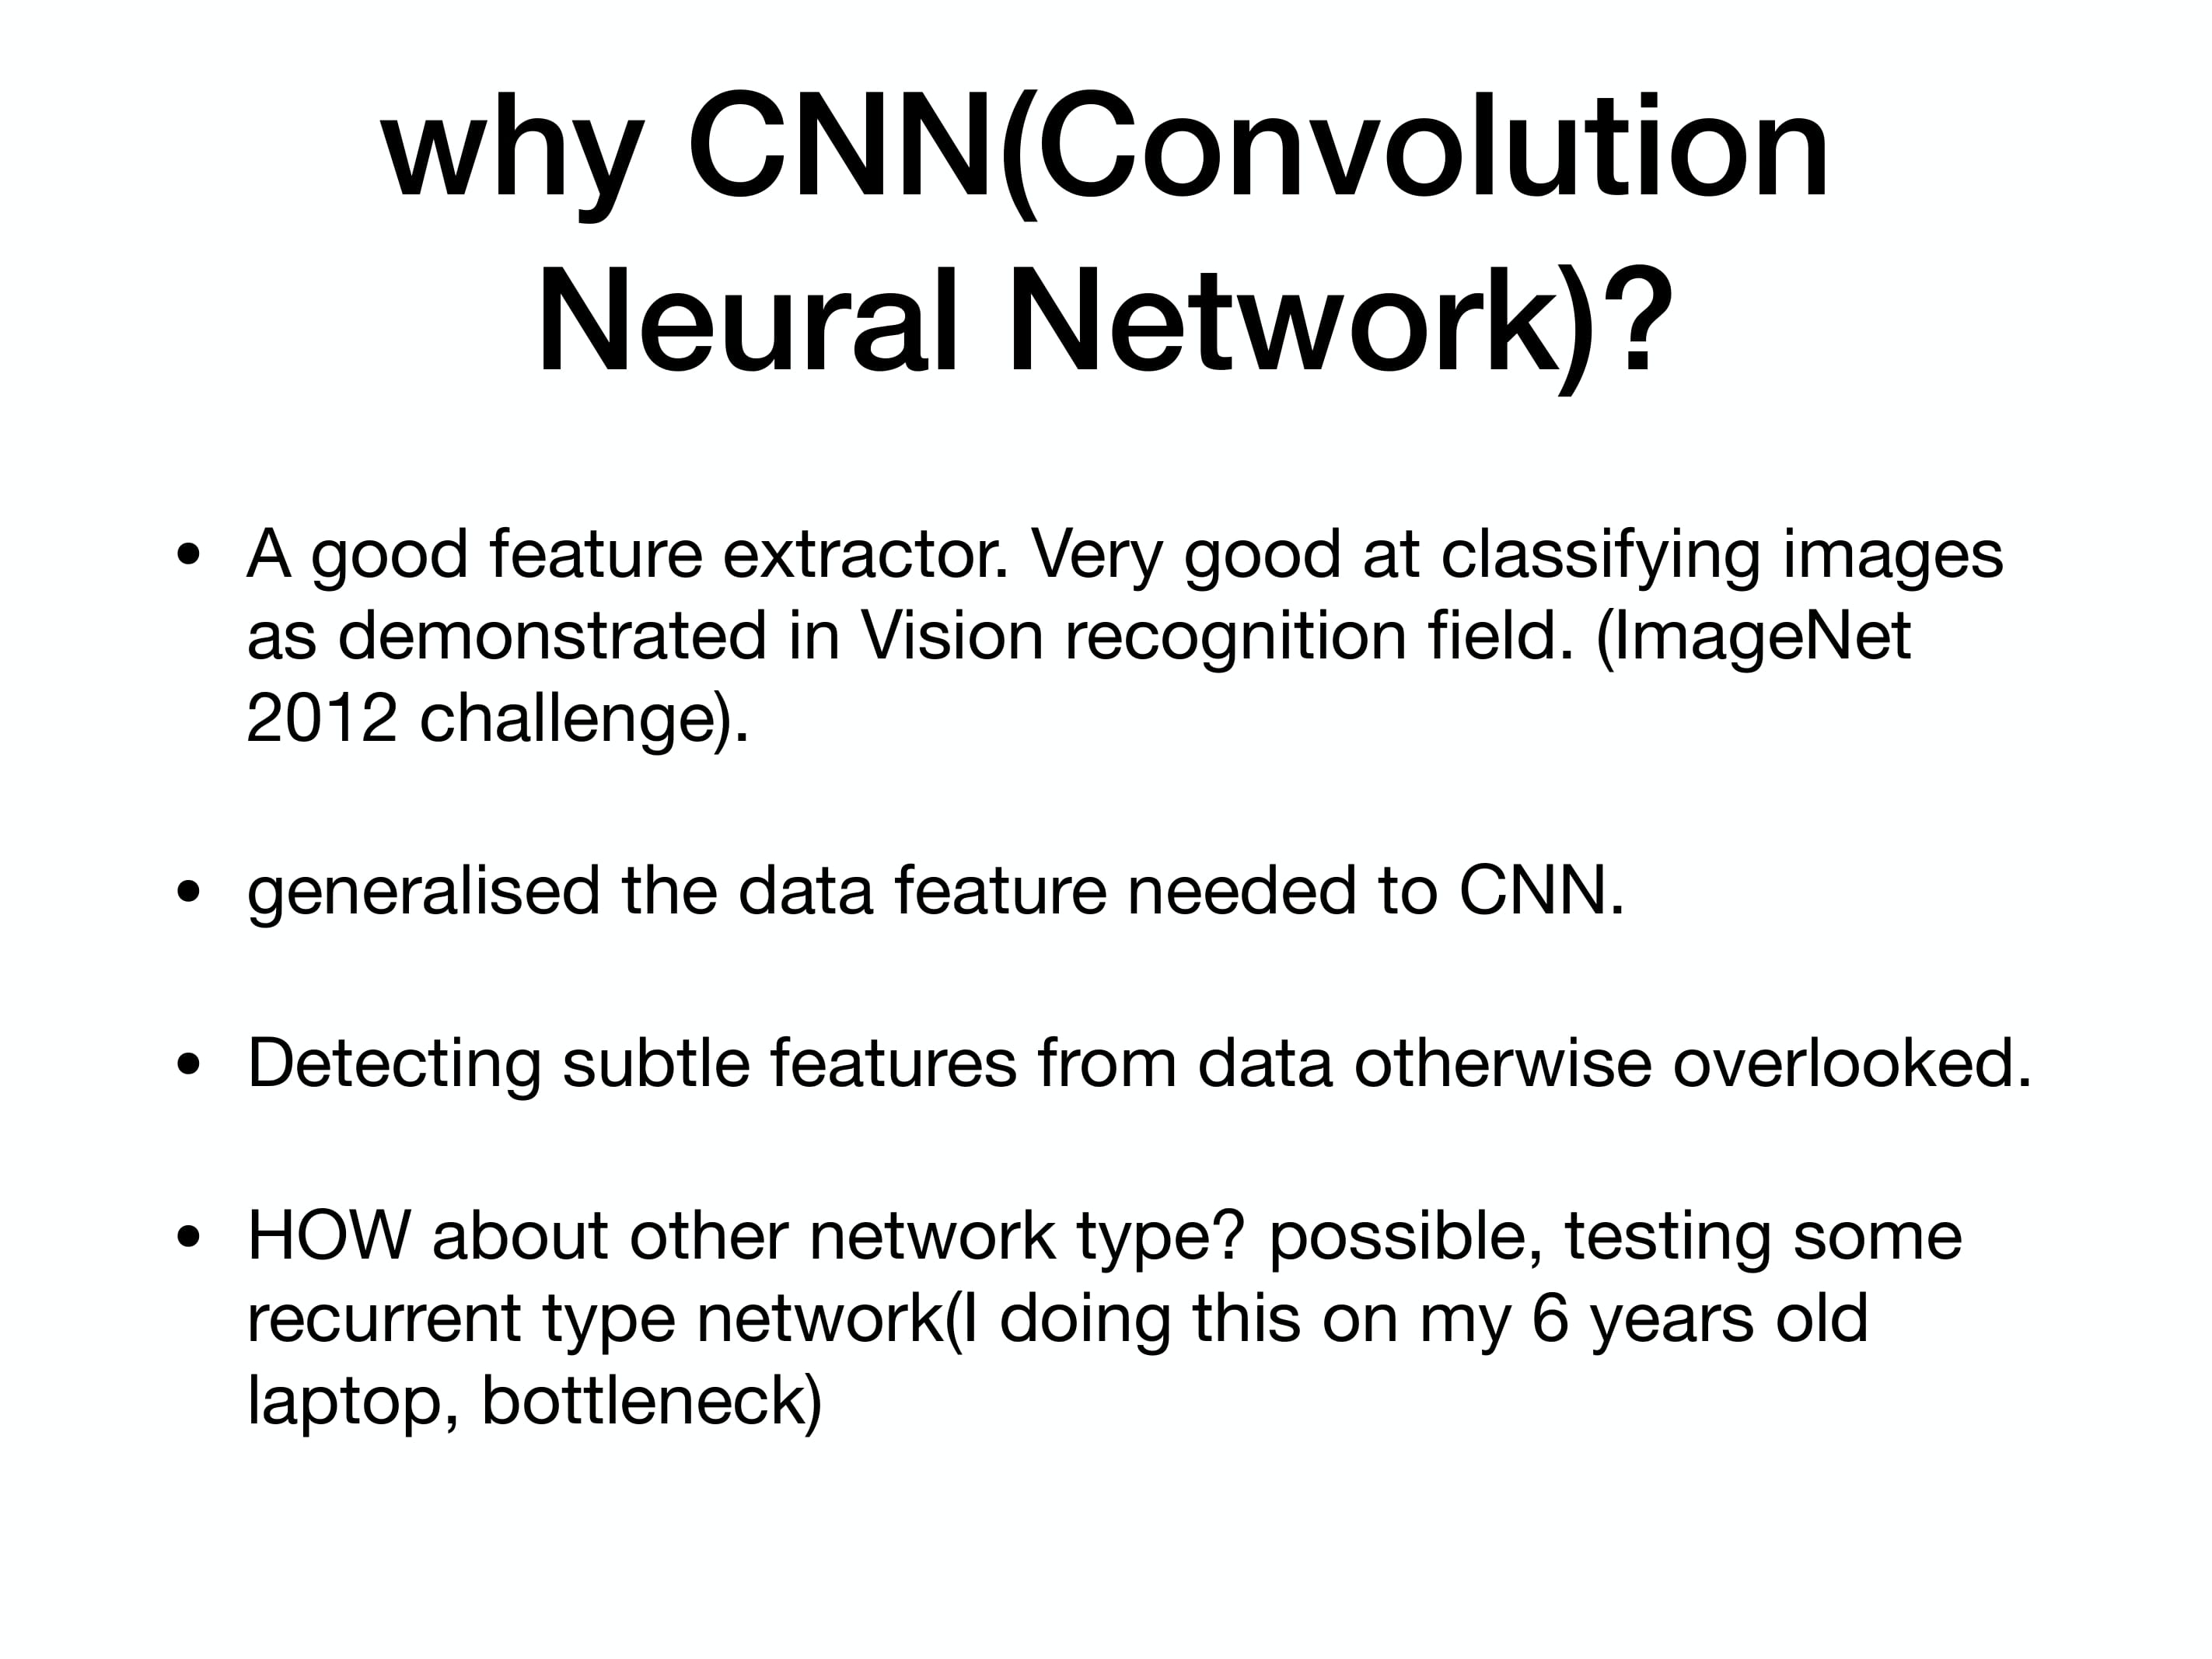 why CNN(Convolution
Neural Network)?
• A good feature extractor. Very good at classifying images
as demonstrated in Vision recognition field. (ImageNet
2012 challenge).
• generalised the data feature needed to CNN.
• Detecting subtle features from data otherwise overlooked.
• HOW about other network type? possible, testing some
recurrent type network(I doing this on my 6 years old
laptop, bottleneck)